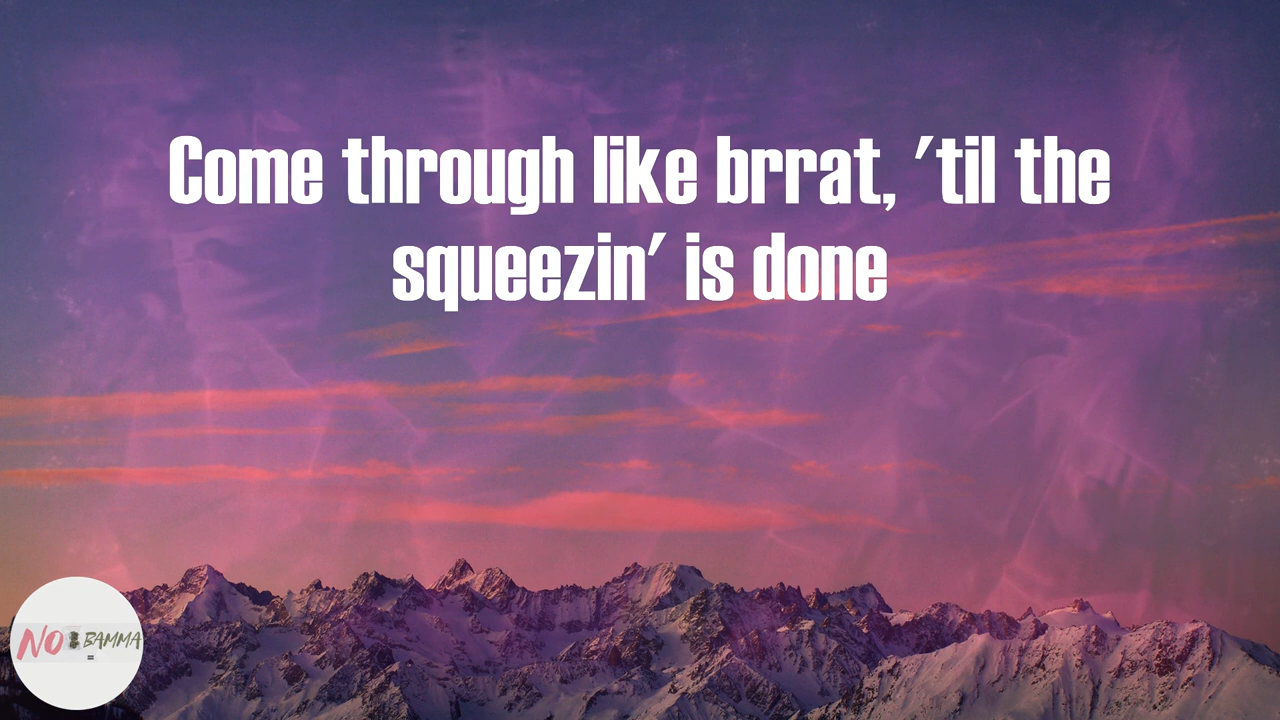 Come through like brrat, 'til the
squeezin' is done
NO BAMMA